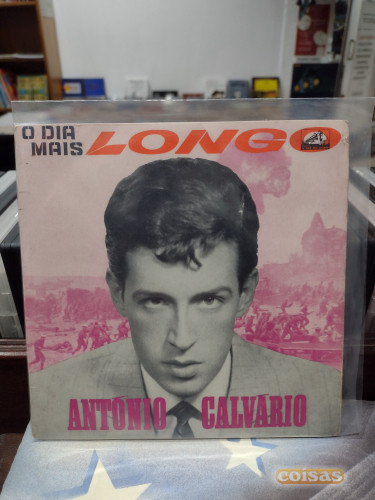 O DIA
MAIS LONGO
ANTÓNIO CALVÁRIO
coisas